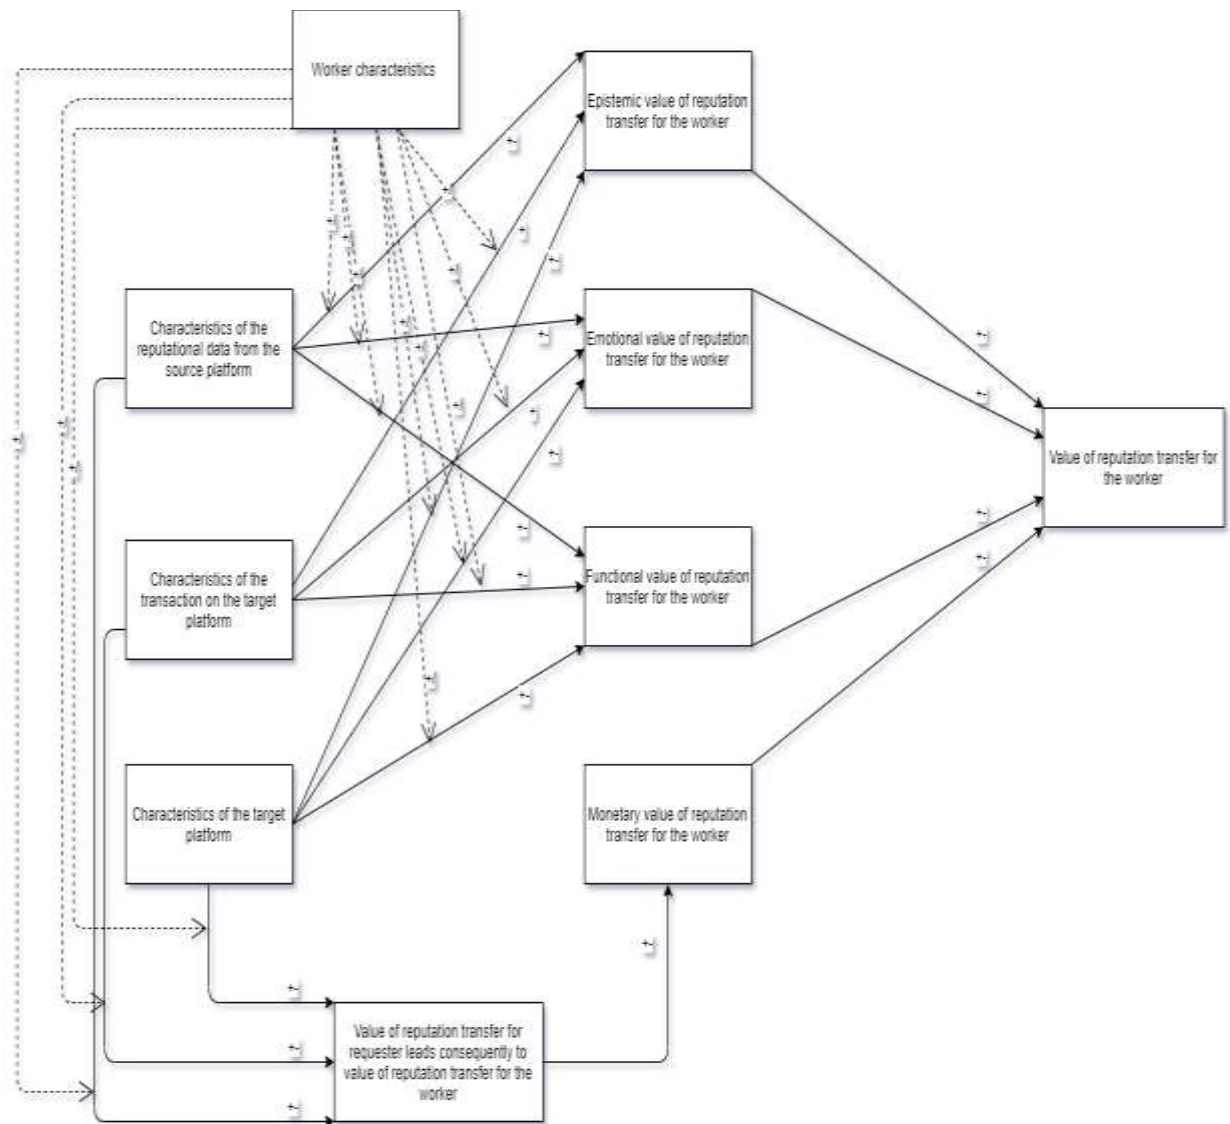 Worker characteristics
Epistemic value of reputation
transfer for the worker
Characteristics of the
reputational data from the
source platform
Emotional value of reputation
transfer for the worker
Value of reputation transfer for
the worker
Characteristics of the
transaction on the target
platform
Functional value of reputation
transfer for the worker
Characteristics of the target
platform
Monetary value of reputation
transfer for the worker
Value of reputation transfer for
requester leads consequently to
value of reputation transfer for the
worker